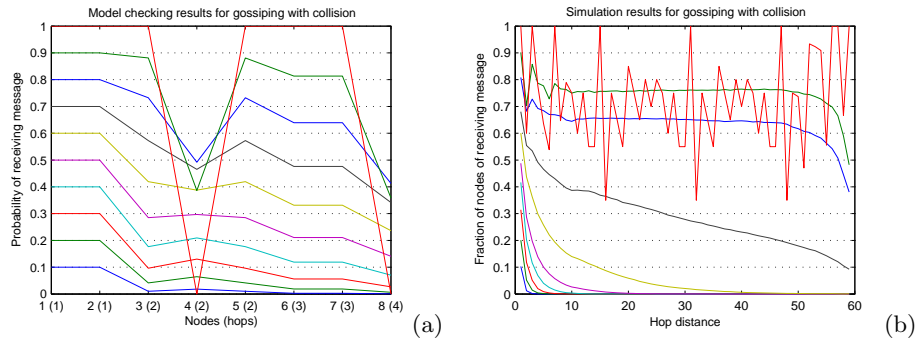 Model checking results for gossiping with collision
1
0.9
0.8
0.7
0.6
0.5
0.4
0.3
0.2
0.1
0
Probability of receiving message
1 (1) 2 (1) 3 (2) 4 (2) 5 (2) 6 (3) 7 (3) 8 (4)
Nodes (hops)
(a)
Simulation results for gossiping with collision
1
0.9
0.8
0.7
0.6
0.5
0.4
0.3
0.2
0.1
0
Fraction of nodes of receiving message
0 10 20 30 40 50 60
Hop distance
(b)